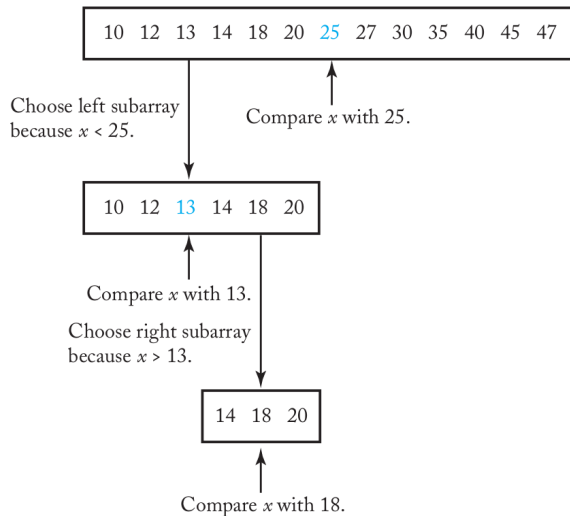 10 12 13 14 18 20 25 27 30 35 40 45 47
Choose left subarray
because x < 25.
Compare x with 25.
10 12 13 14 18 20
Compare x with 13.
Choose right subarray
because x > 13.
14 18 20
Compare x with 18.